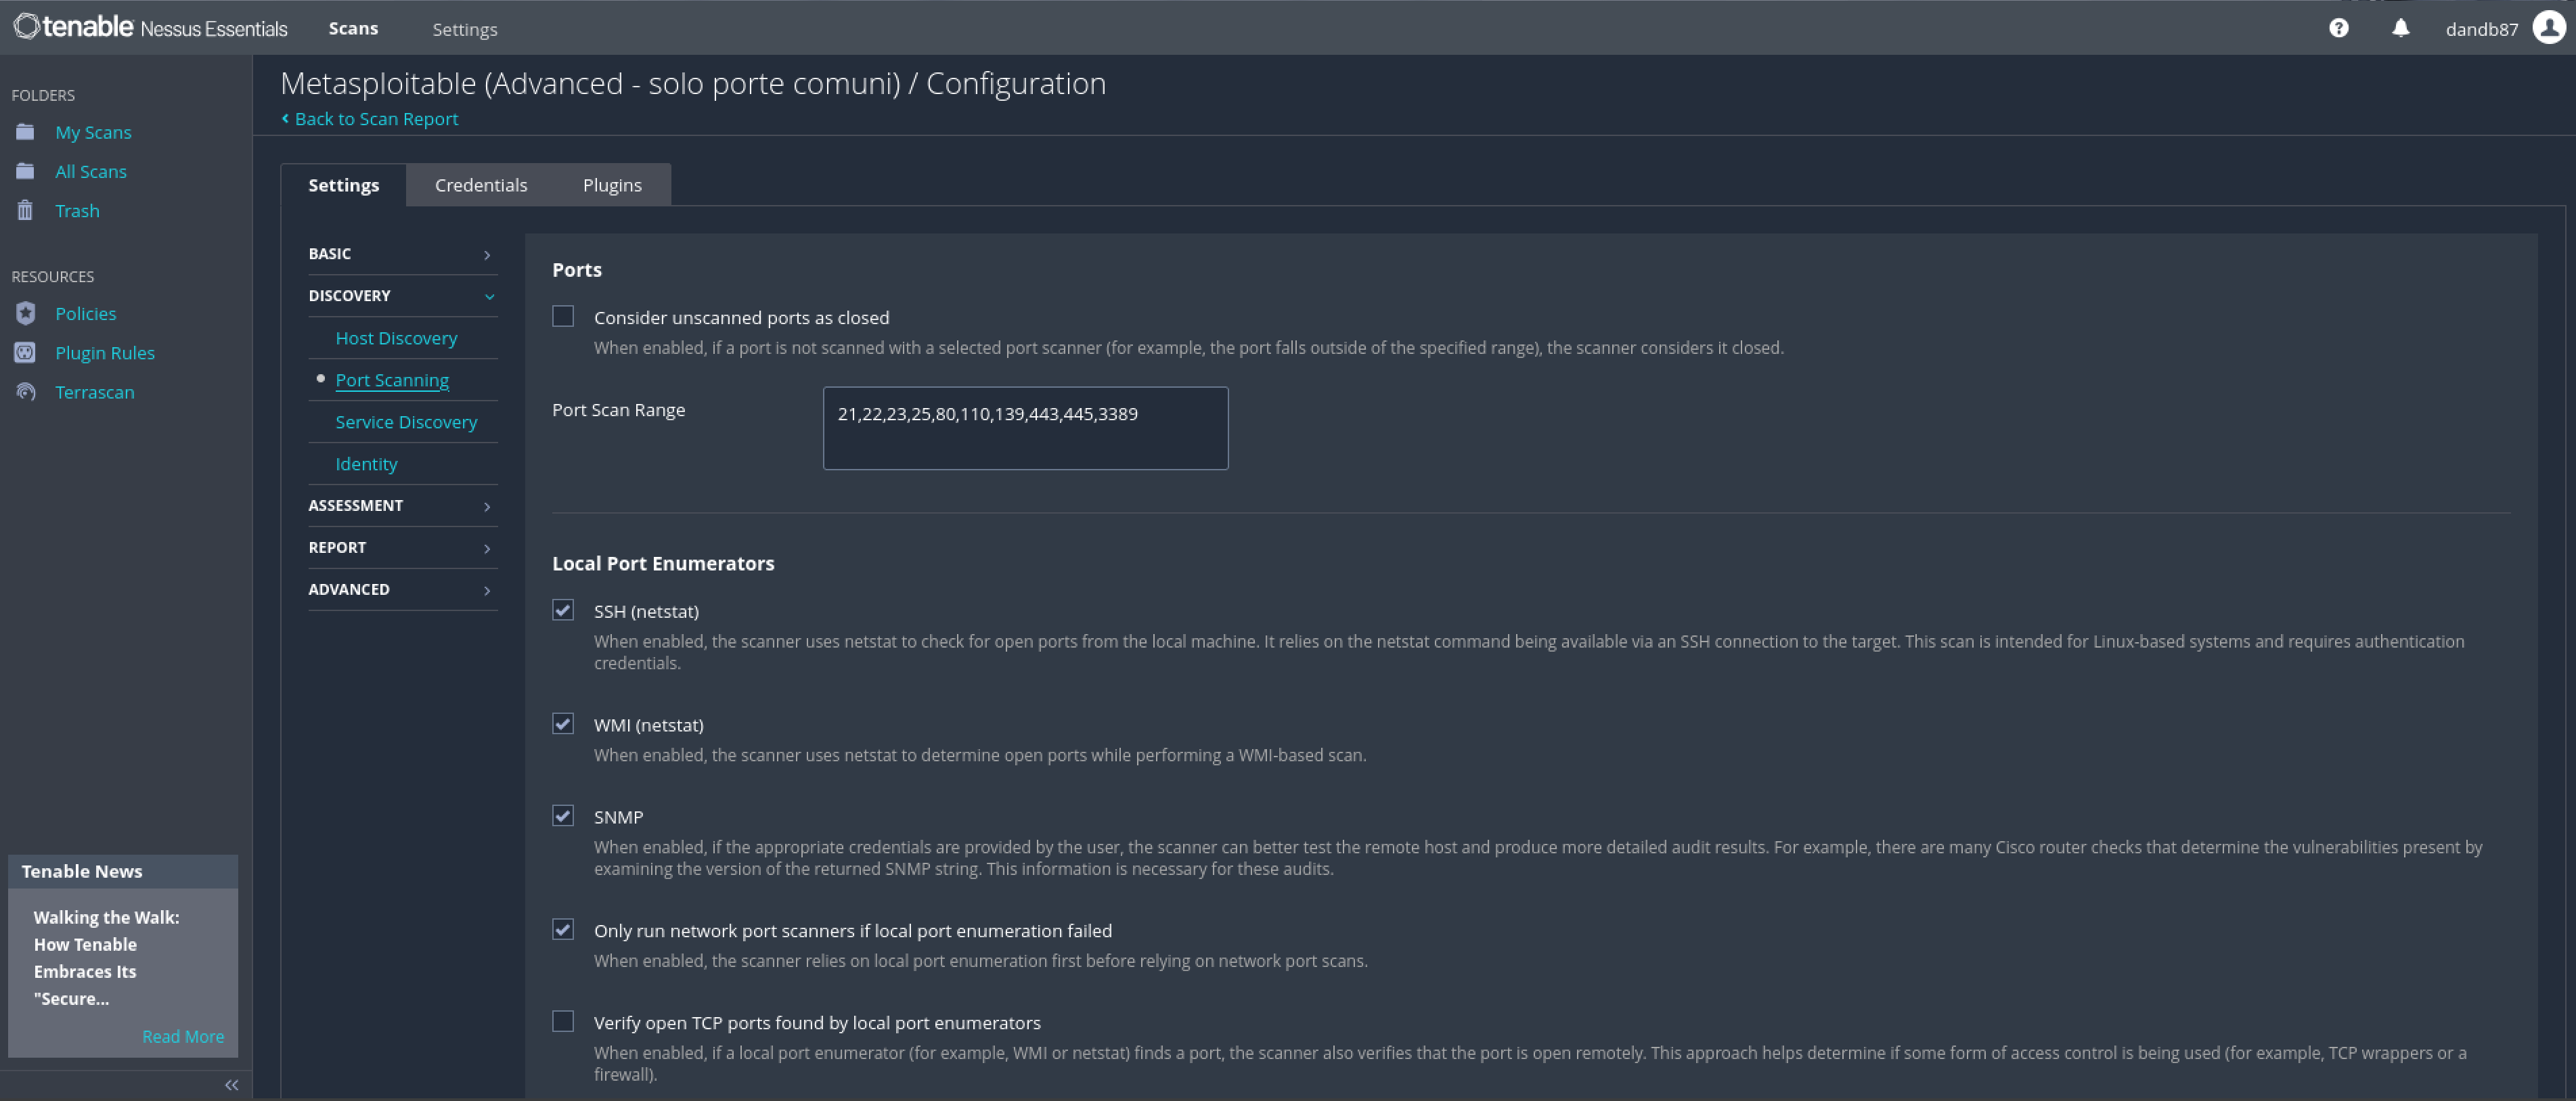 tenable Nessus Essentials
Scans
Settings
dandb87
FOLDERS
My Scans
All Scans
Trash
RESOURCES
Policies
Plugin Rules
Terrascan
Tenable News
Walking the Walk:
How Tenable
Embraces Its
"Secure...
Read More
Metasploitable (Advanced - solo porte comuni) / Configuration
Back to Scan Report
Settings
Credentials
Plugins
BASIC
DISCOVERY
Host Discovery
Port Scanning
Service Discovery
Identity
ASSESSMENT
REPORT
ADVANCED
Ports
Consider unscanned ports as closed
When enabled, if a port is not scanned with a selected port scanner (for example, the port falls outside of the specified range), the scanner considers it closed.
Port Scan Range
21,22,23,25,80,110,139,443,445,3389
Local Port Enumerators
SSH (netstat)
When enabled, the scanner uses netstat to check for open ports from the local machine. It relies on the netstat command being available via an SSH connection to the target. This scan is intended for Linux-based systems and requires authentication
credentials.
WMI (netstat)
When enabled, the scanner uses netstat to determine open ports while performing a WMI-based scan.
SNMP
When enabled, if the appropriate credentials are provided by the user, the scanner can better test the remote host and produce more detailed audit results. For example, there are many Cisco router checks that determine the vulnerabilities present by
examining the version of the returned SNMP string. This information is necessary for these audits.
Only run network port scanners if local port enumeration failed
When enabled, the scanner relies on local port enumeration first before relying on network port scans.
Verify open TCP ports found by local port enumerators
When enabled, if a local port enumerator (for example, WMI or netstat) finds a port, the scanner also verifies that the port is open remotely. This approach helps determine if some form of access control is being used (for example, TCP wrappers or a
firewall).